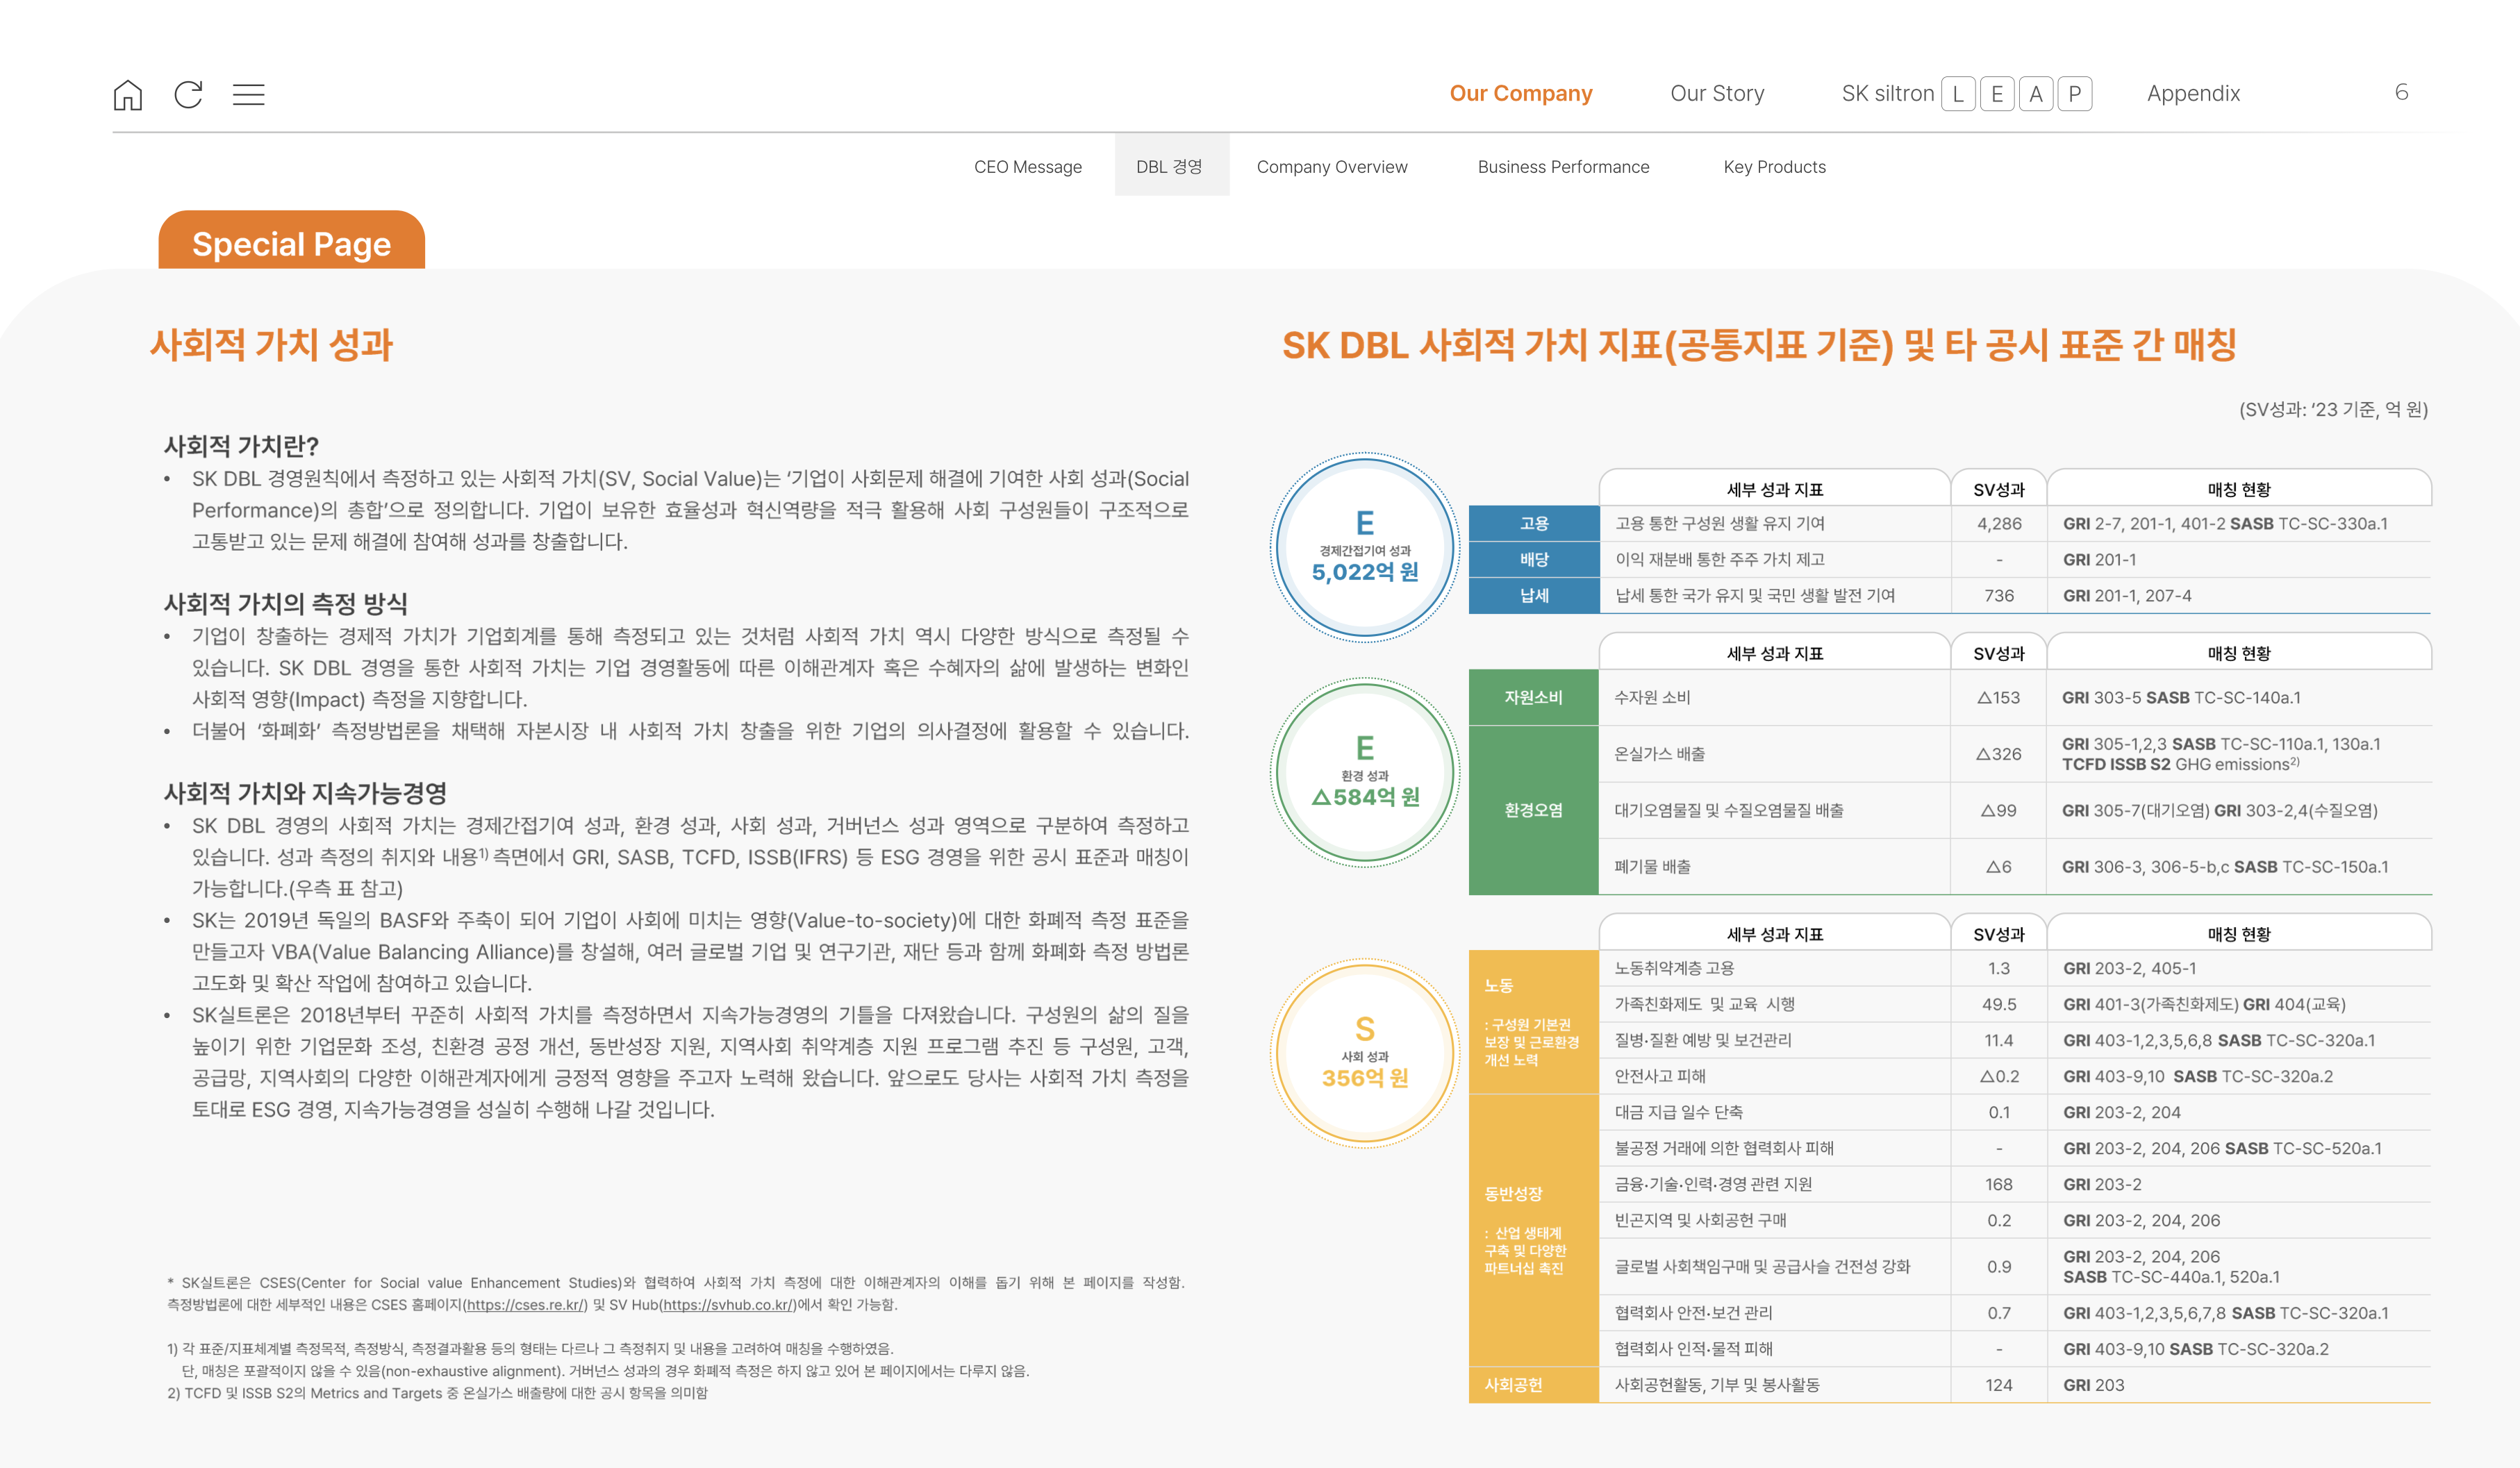 Our Company Our Story SK siltron L E A P Appendix 6
CEO Message DBL 경영 Company Overview Business Performance Key Products
Special Page
사회적 가치 성과
사회적 가치란?
• SK DBL 경영원칙에서 측정하고 있는 사회적 가치(SV, Social Value)는 ‘기업이 사회문제 해결에 기여한 사회 성과(Social
Performance)의 총합’으로 정의합니다. 기업이 보유한 효율성과 혁신역량을 적극 활용해 사회 구성원들이 구조적으로
고통받고 있는 문제 해결에 참여해 성과를 창출합니다.
사회적 가치의 측정 방식
• 기업이 창출하는 경제적 가치가 기업회계를 통해 측정되고 있는 것처럼 사회적 가치 역시 다양한 방식으로 측정될 수
있습니다. SK DBL 경영을 통한 사회적 가치는 기업 경영활동에 따른 이해관계자 혹은 수혜자의 삶에 발생하는 변화인
사회적 영향(Impact) 측정을 지향합니다.
• 더불어 ‘화폐화’ 측정방법론을 채택해 자본시장 내 사회적 가치 창출을 위한 기업의 의사결정에 활용할 수 있습니다.
사회적 가치와 지속가능경영
• SK DBL 경영의 사회적 가치는 경제간접기여 성과, 환경 성과, 사회 성과, 거버넌스 성과 영역으로 구분하여 측정하고
있습니다. 성과 측정의 취지와 내용1) 측면에서 GRI, SASB, TCFD, ISSB(IFRS) 등 ESG 경영을 위한 공시 표준과 매칭이
가능합니다.(우측 표 참고)
• SK는 2019년 독일의 BASF와 주축이 되어 기업이 사회에 미치는 영향(Value-to-society)에 대한 화폐적 측정 표준을
만들고자 VBA(Value Balancing Alliance)를 창설해, 여러 글로벌 기업 및 연구기관, 재단 등과 함께 화폐화 측정 방법론
고도화 및 확산 작업에 참여하고 있습니다.
• SK실트론은 2018년부터 꾸준히 사회적 가치를 측정하면서 지속가능경영의 기틀을 다져왔습니다. 구성원의 삶의 질을
높이기 위한 기업문화 조성, 친환경 공정 개선, 동반성장 지원, 지역사회 취약계층 지원 프로그램 추진 등 구성원, 고객,
공급망, 지역사회의 다양한 이해관계자에게 긍정적 영향을 주고자 노력해 왔습니다. 앞으로도 당사는 사회적 가치 측정을
토대로 ESG 경영, 지속가능경영을 성실히 수행해 나갈 것입니다.
* SK실트론은 CSES(Center for Social value Enhancement Studies)와 협력하여 사회적 가치 측정에 대한 이해관계자의 이해를 돕기 위해 본 페이지를 작성함.
측정방법론에 대한 세부적인 내용은 CSES 홈페이지(https://cses.re.kr/) 및 SV Hub(https://svhub.co.kr/)에서 확인 가능함.
1) 각 표준/지표체계별 측정목적, 측정방식, 측정결과활용 등의 형태는 다르나 그 측정취지 및 내용을 고려하여 매칭을 수행하였음.
단, 매칭은 포괄적이지 않을 수 있음(non-exhaustive alignment). 거버넌스 성과의 경우 화폐적 측정은 하지 않고 있어 본 페이지에서는 다루지 않음.
2) TCFD 및 ISSB S2의 Metrics and Targets 중 온실가스 배출량에 대한 공시 항목을 의미함
SK DBL 사회적 가치 지표(공통지표 기준) 및 타 공시 표준 간 매칭
(SV성과: ‘23 기준, 억 원)
E
경제간접기여 성과
5,022억 원
세부 성과 지표 SV성과 매칭 현황
고용 고용 통한 구성원 생활 유지 기여 4,286 GRI 2-7, 201-1, 401-2 SASB TC-SC-330a.1
배당 이익 재분배 통한 주주 가치 제고 - GRI 201-1
납세 납세 통한 국가 유지 및 국민 생활 발전 기여 736 GRI 201-1, 207-4
E
환경 성과
△584억 원
세부 성과 지표 SV성과 매칭 현황
자원소비 수자원 소비 △153 GRI 303-5 SASB TC-SC-140a.1
환경오염
온실가스 배출 △326 GRI 305-1,2,3 SASB TC-SC-110a.1, 130a.1
TCFD ISSB S2 GHG emissions2)
대기오염물질 및 수질오염물질 배출 △99 GRI 305-7(대기오염) GRI 303-2,4(수질오염)
폐기물 배출 △6 GRI 306-3, 306-5-b,c SASB TC-SC-150a.1
S
사회 성과
356억 원
세부 성과 지표 SV성과 매칭 현황
노동
: 구성원 기본권
보장 및 근로환경
개선 노력
노동취약계층 고용 1.3 GRI 203-2, 405-1
가족친화제도 및 교육 시행 49.5 GRI 401-3(가족친화제도) GRI 404(교육)
질병·질환 예방 및 보건관리 11.4 GRI 403-1,2,3,5,6,8 SASB TC-SC-320a.1
안전사고 피해 △0.2 GRI 403-9,10 SASB TC-SC-320a.2
동반성장
: 산업 생태계
구축 및 다양한
파트너십 촉진
대금 지급 일수 단축 0.1 GRI 203-2, 204
불공정 거래에 의한 협력회사 피해 - GRI 203-2, 204, 206 SASB TC-SC-520a.1
금융·기술·인력·경영 관련 지원 168 GRI 203-2
빈곤지역 및 사회공헌 구매 0.2 GRI 203-2, 204, 206
글로벌 사회책임구매 및 공급사슬 건전성 강화 0.9 GRI 203-2, 204, 206
SASB TC-SC-440a.1, 520a.1
협력회사 안전·보건 관리 0.7 GRI 403-1,2,3,5,6,7,8 SASB TC-SC-320a.1
협력회사 인적·물적 피해 - GRI 403-9,10 SASB TC-SC-320a.2
사회공헌 사회공헌활동, 기부 및 봉사활동 124 GRI 203